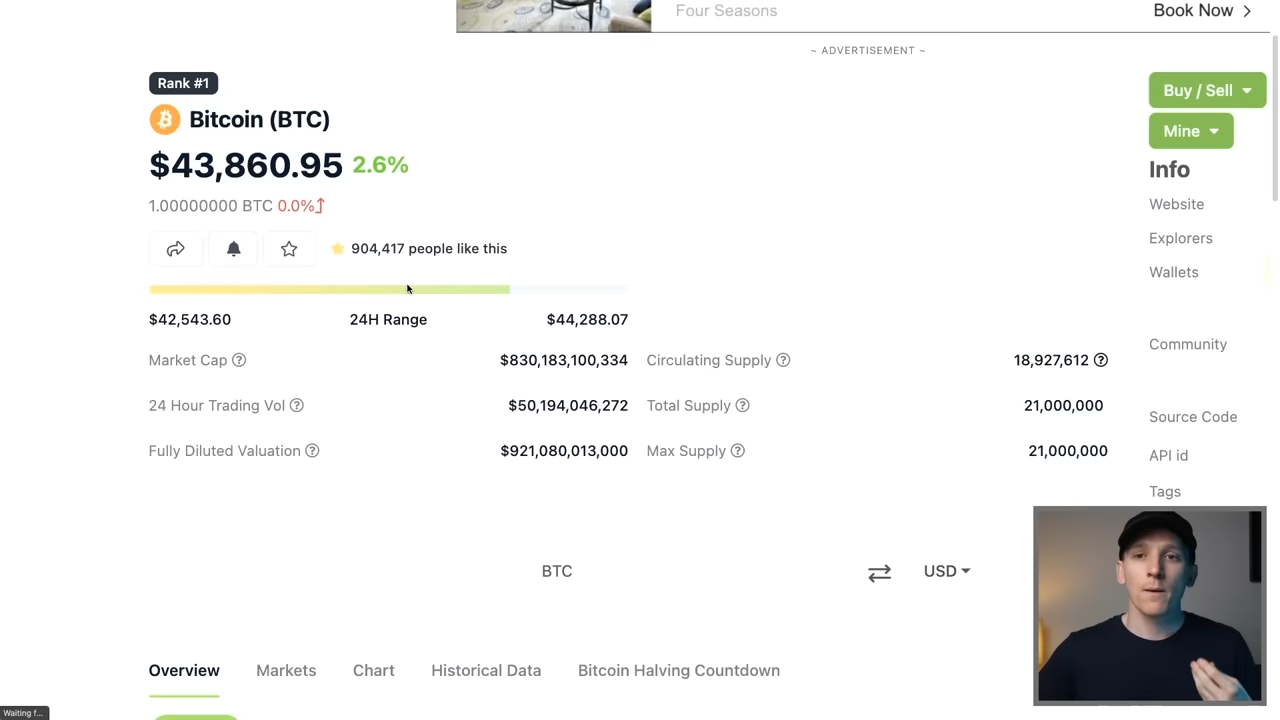 Four Seasons
Book Now
~ ADVERTISEMENT ~
Rank #1
Bitcoin (BTC)
$43,860.95 2.6%
1.00000000 BTC 0.0%
904,417 people like this
$42,543.60 24H Range $44,288.07
Market Cap $830,183,100,334
24 Hour Trading Vol $50,194,046,272
Fully Diluted Valuation $921,080,013,000
Circulating Supply 18,927,612
Total Supply 21,000,000
Max Supply 21,000,000
BTC USD
Overview Markets Chart Historical Data Bitcoin Halving Countdown
Buy / Sell
Mine
Info
Website
Explorers
Wallets
Community
Source Code
API id
Tags
Waiting f...